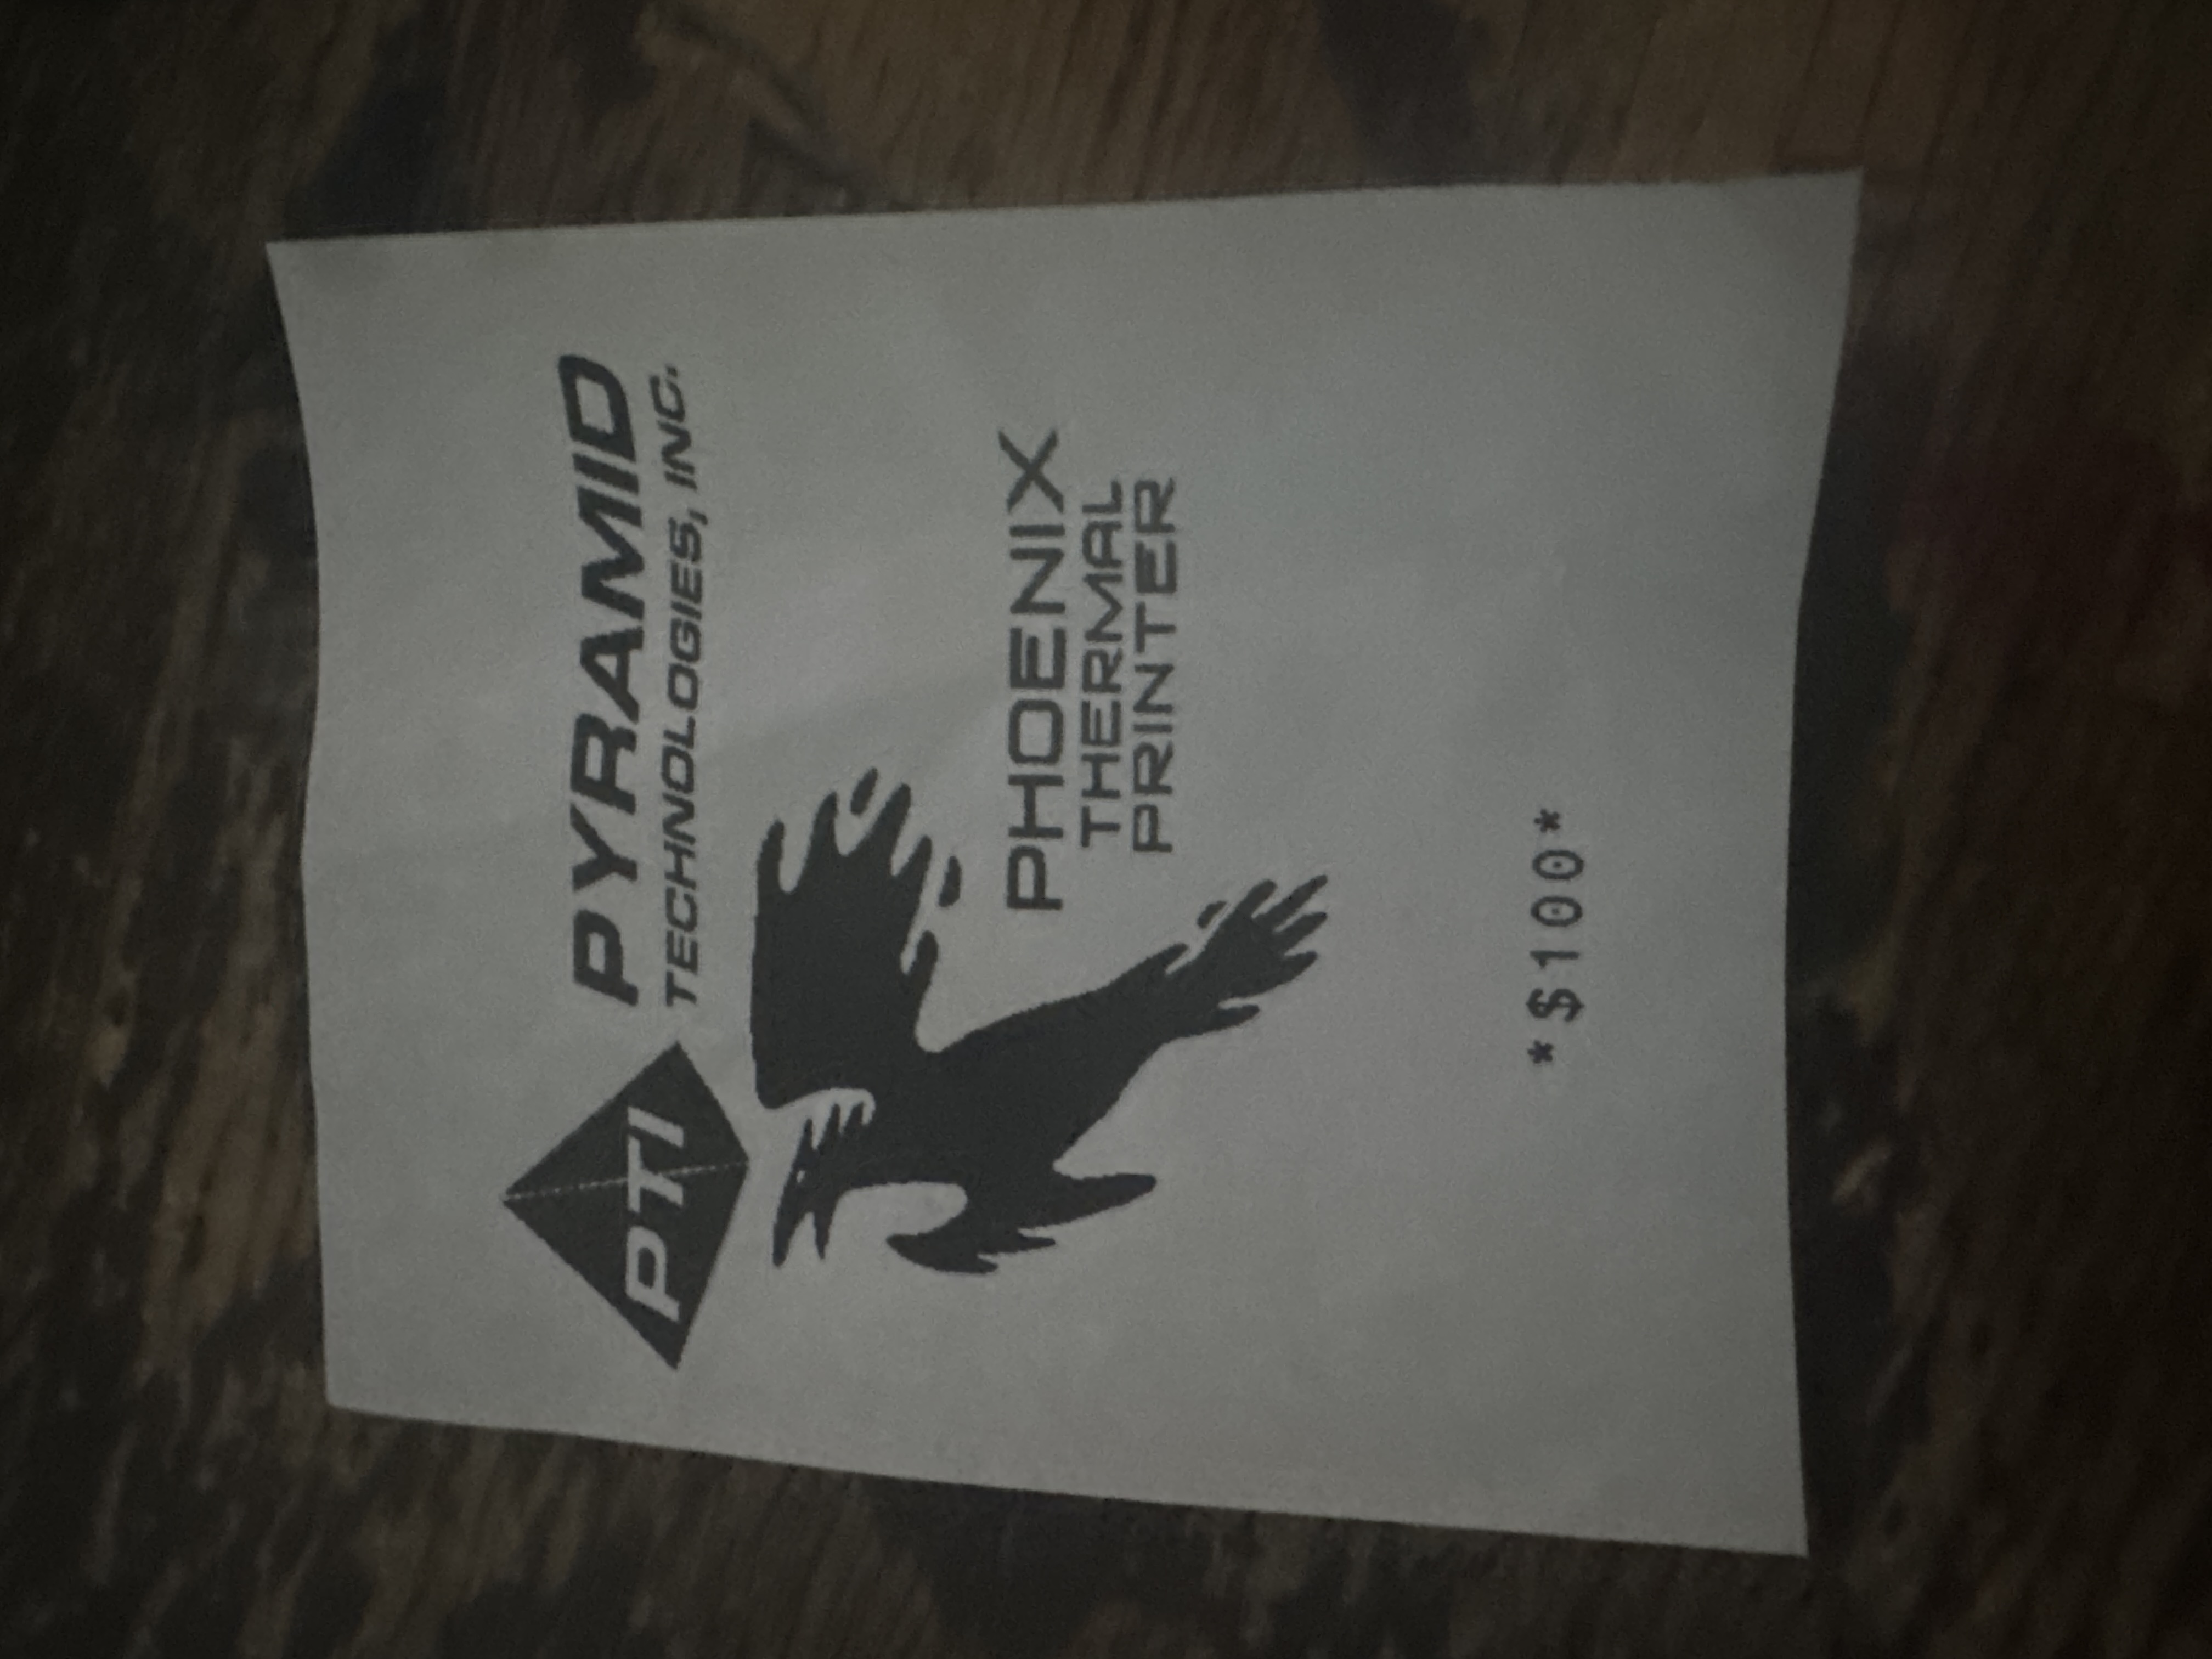 PTI
PYRAMID
TECHNOLOGIES, INC.
PHOENIX
THERMAL
PRINTER
*$100*